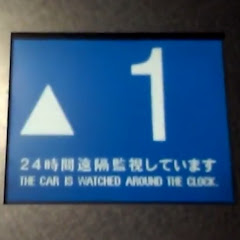 ▲ 1
24時間遠隔監視しています
THE CAR IS WATCHED AROUND THE CLOCK.